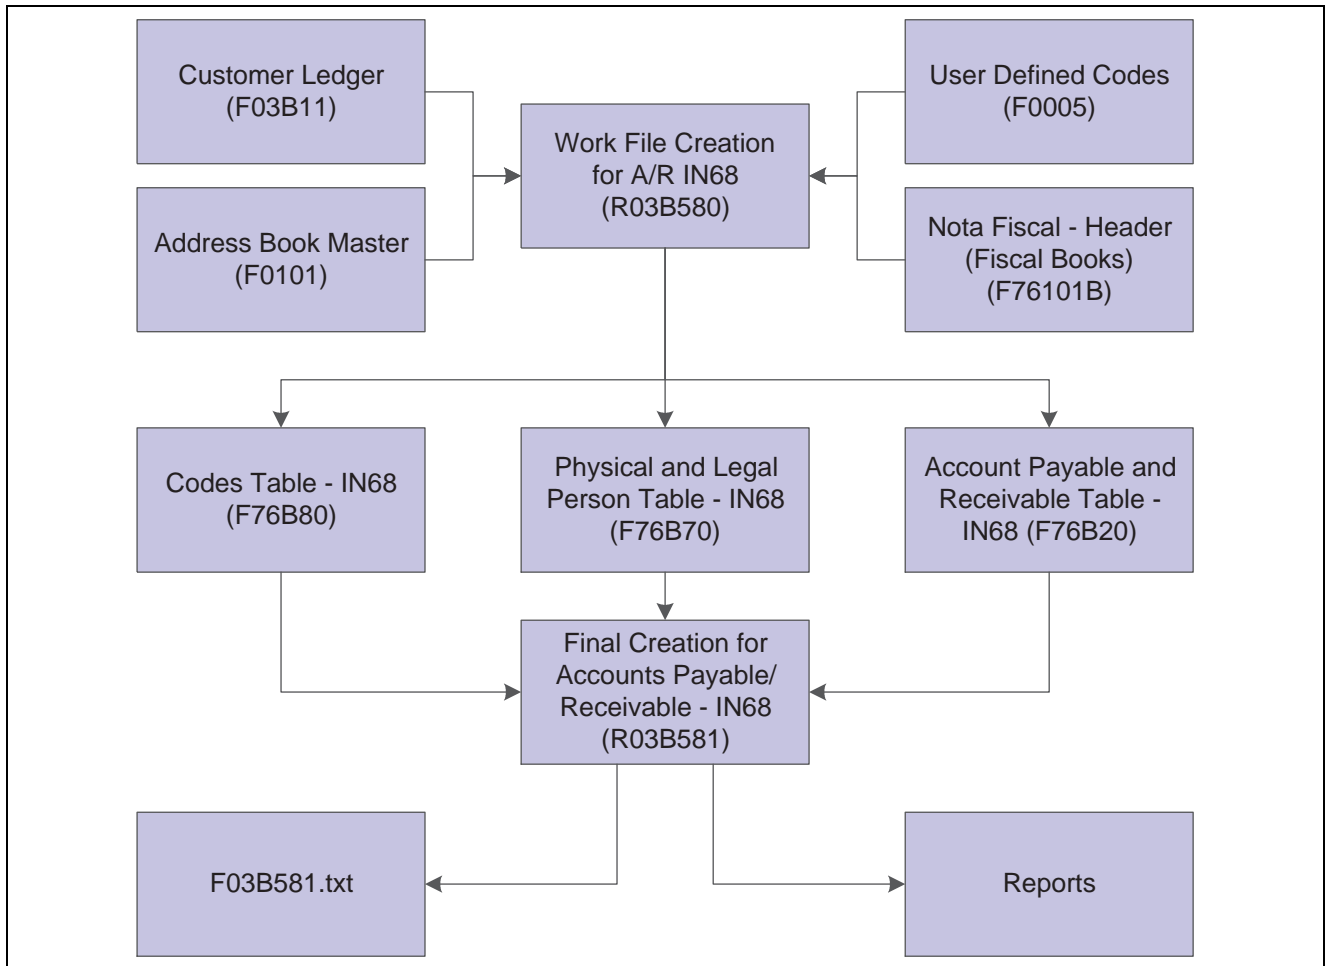 Customer Ledger
(F03B11)
User Defined Codes
(F0005)
Work File Creation
for A/R IN68
(R03B580)
Address Book Master
(F0101)
Nota Fiscal - Header
(Fiscal Books)
(F76101B)
Codes Table - IN68
(F76B80)
Physical and Legal
Person Table - IN68
(F76B70)
Account Payable and
Receivable Table -
IN68 (F76B20)
Final Creation for
Accounts Payable/
Receivable - IN68
(R03B581)
F03B581.txt
Reports